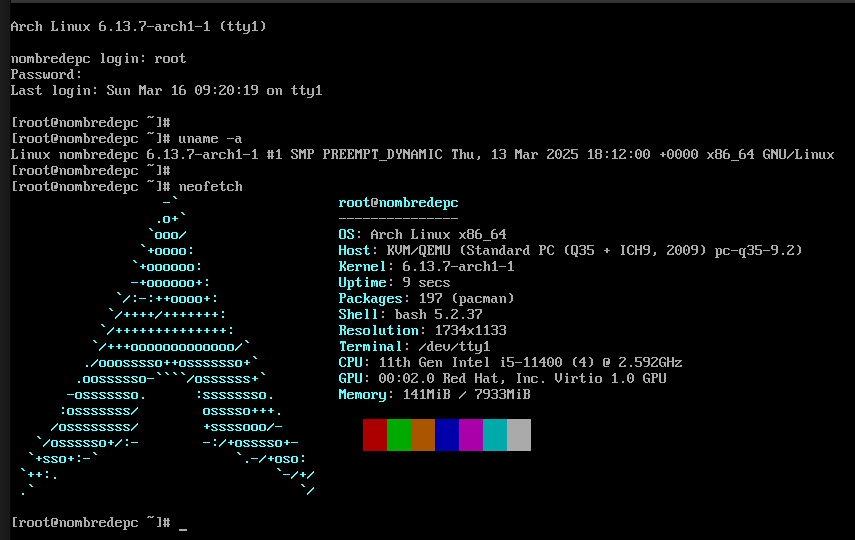 Arch Linux 6.13.7-arch1-1 (tty1)
nombredepc login: root
Password:
Last login: Sun Mar 16 09:20:19 on tty1
[root@nombredepc ~]#
[root@nombredepc ~]# uname -a
Linux nombredepc 6.13.7-arch1-1 #1 SMP PREEMPT_DYNAMIC Thu, 13 Mar 2025 18:12:00 +0000 x86_64 GNU/Linux
[root@nombredepc ~]#
[root@nombredepc ~]# neofetch
root@nombredepc
---------------
OS: Arch Linux x86_64
Host: KVM/QEMU (Standard PC (Q35 + ICH9, 2009) pc-q35-9.2)
Kernel: 6.13.7-arch1-1
Uptime: 9 secs
Packages: 197 (pacman)
Shell: bash 5.2.37
Resolution: 1734x1133
Terminal: /dev/tty1
CPU: 11th Gen Intel i5-11400 (4) @ 2.592GHz
GPU: 00:02.0 Red Hat, Inc. Virtio 1.0 GPU
Memory: 141MiB / 7933MiB
[root@nombredepc ~]# _